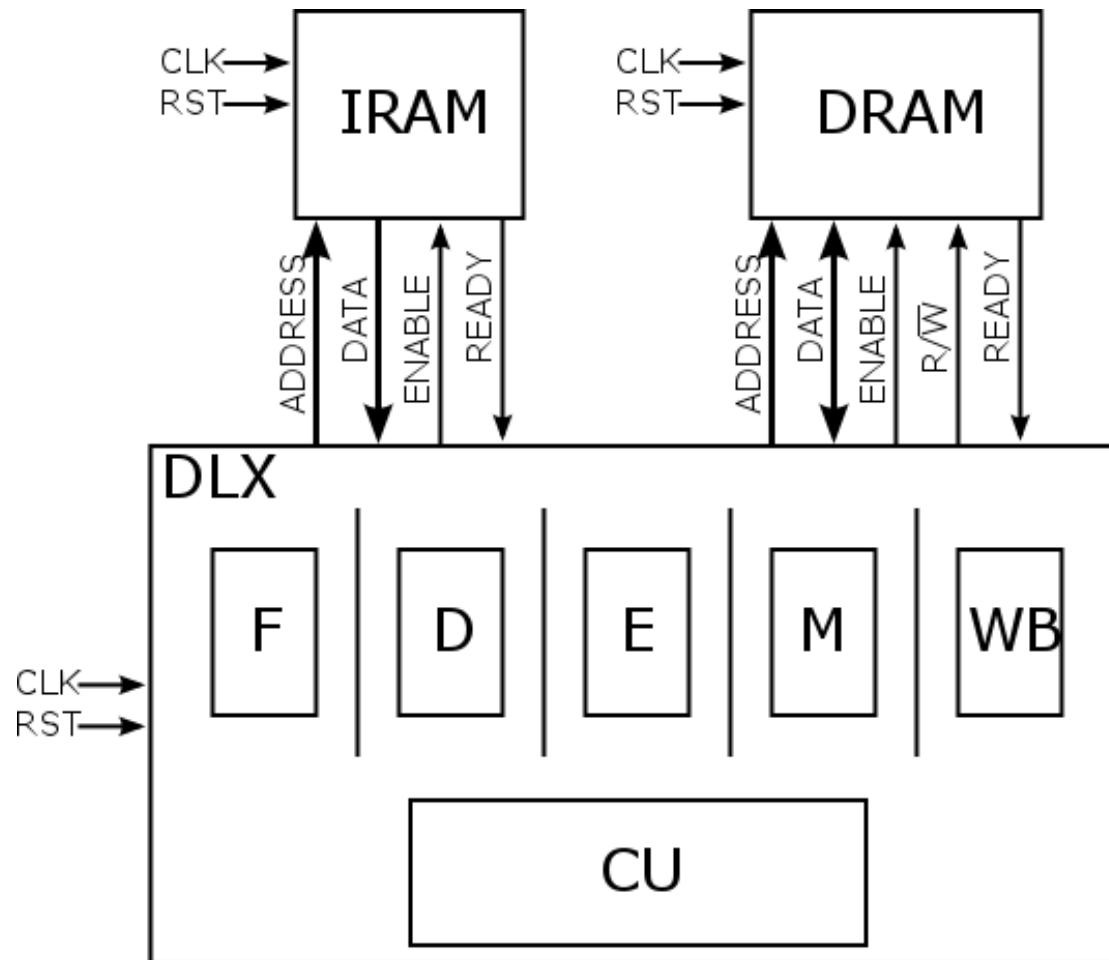 CLK
RST
IRAM
CLK
RST
DRAM
ADDRESS
DATA
ENABLE
READY
ADDRESS
DATA
ENABLE
R/W̅
READY
DLX
F
D
E
M
WB
CLK
RST
CU